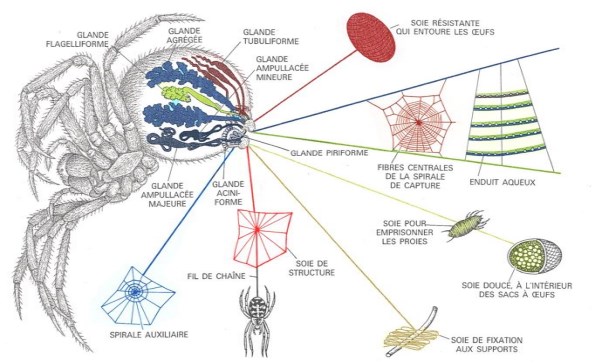 GLANDE
FLAGELLIFORME
GLANDE
AGRÉGÉE
GLANDE
TUBULIFORME
GLANDE
AMPULLACÉE
MINEURE
SOIE RÉSISTANTE
QUI ENTOURE LES ŒUFS
GLANDE PIRIFORME
FIBRES CENTRALES
DE LA SPIRALE
DE CAPTURE
ENDUIT AQUEUX
GLANDE
AMPULLACÉE
MAJEURE
GLANDE
ACINI-
FORME
SOIE POUR
EMPRISONNER
LES PROIES
FIL DE CHAÎNE
SOIE DE
STRUCTURE
SOIE DOUCE, À L'INTÉRIEUR
DES SACS À ŒUFS
SPIRALE AUXILIAIRE
SOIE DE FIXATION
AUX SUPPORTS